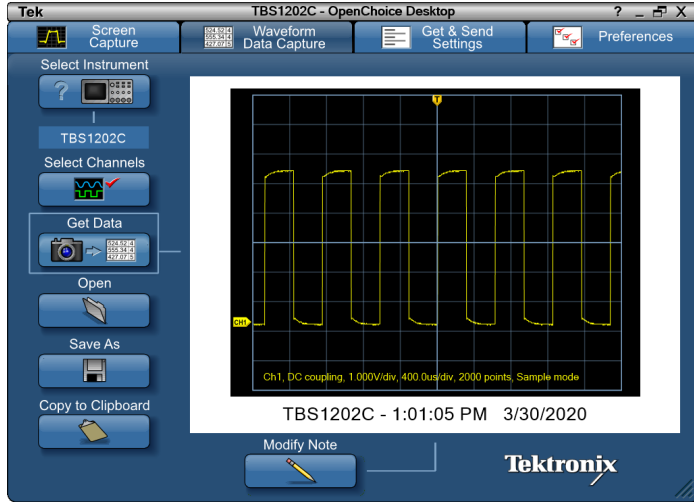 Tek TBS1202C - OpenChoice Desktop ? _ X
Screen
Capture
Waveform
Data Capture
Get & Send
Settings
Preferences
Select Instrument
?
TBS1202C
Select Channels
Get Data
Open
Save As
Copy to Clipboard
T
CH1
Ch1, DC coupling, 1.000V/div, 400.0us/div, 2000 points, Sample mode
TBS1202C - 1:01:05 PM 3/30/2020
Modify Note
Tektronix